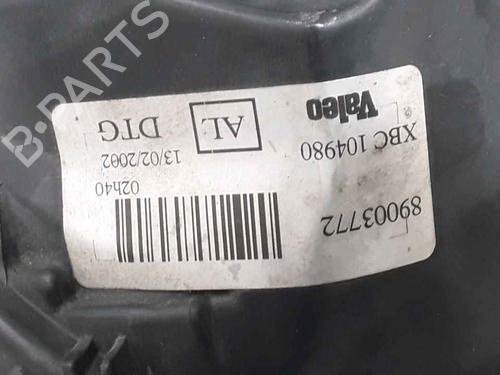 89003772
XBC 104980
Valeo
AL
DTG
13/02/2002
02h40
B-PARTS